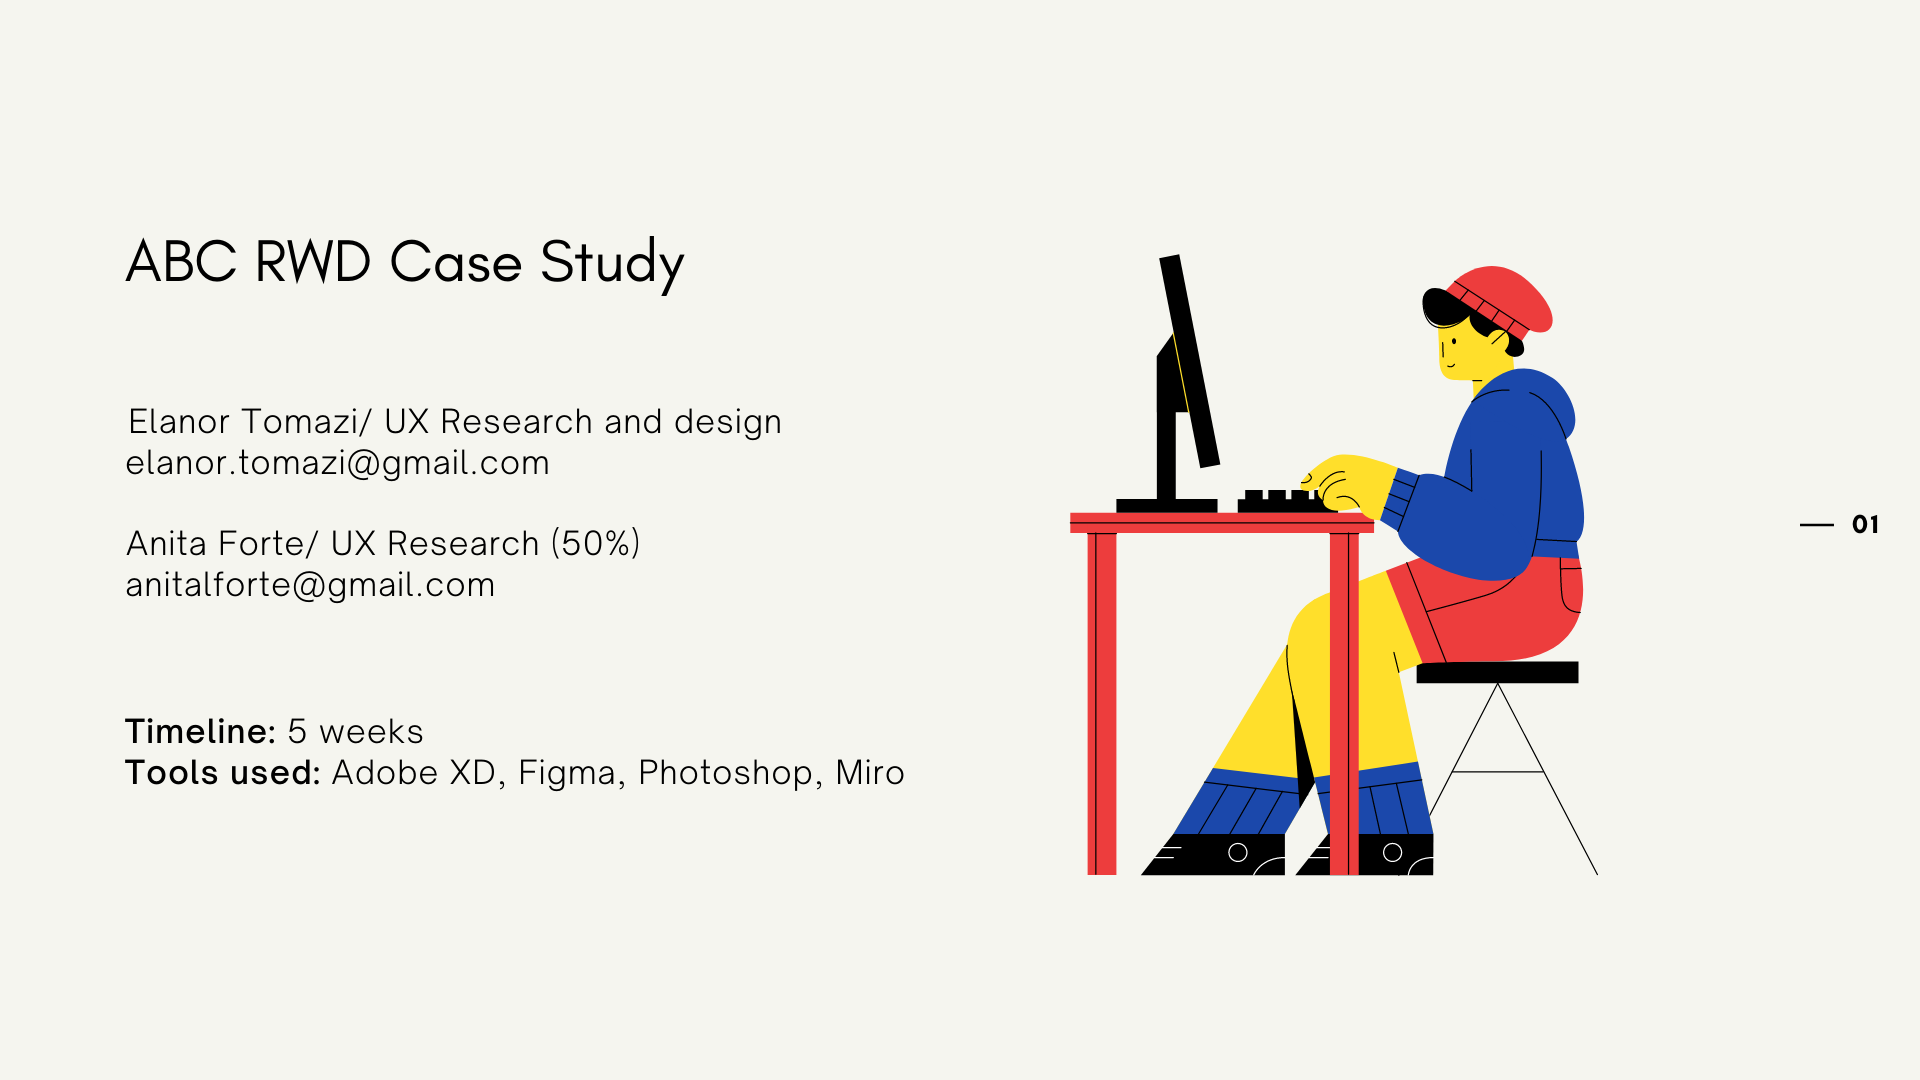 ABC RWD Case Study
Elanor Tomazi/ UX Research and design
elanor.tomazi@gmail.com
Anita Forte/ UX Research (50%)
anitalforte@gmail.com
Timeline: 5 weeks
Tools used: Adobe XD, Figma, Photoshop, Miro
— 01